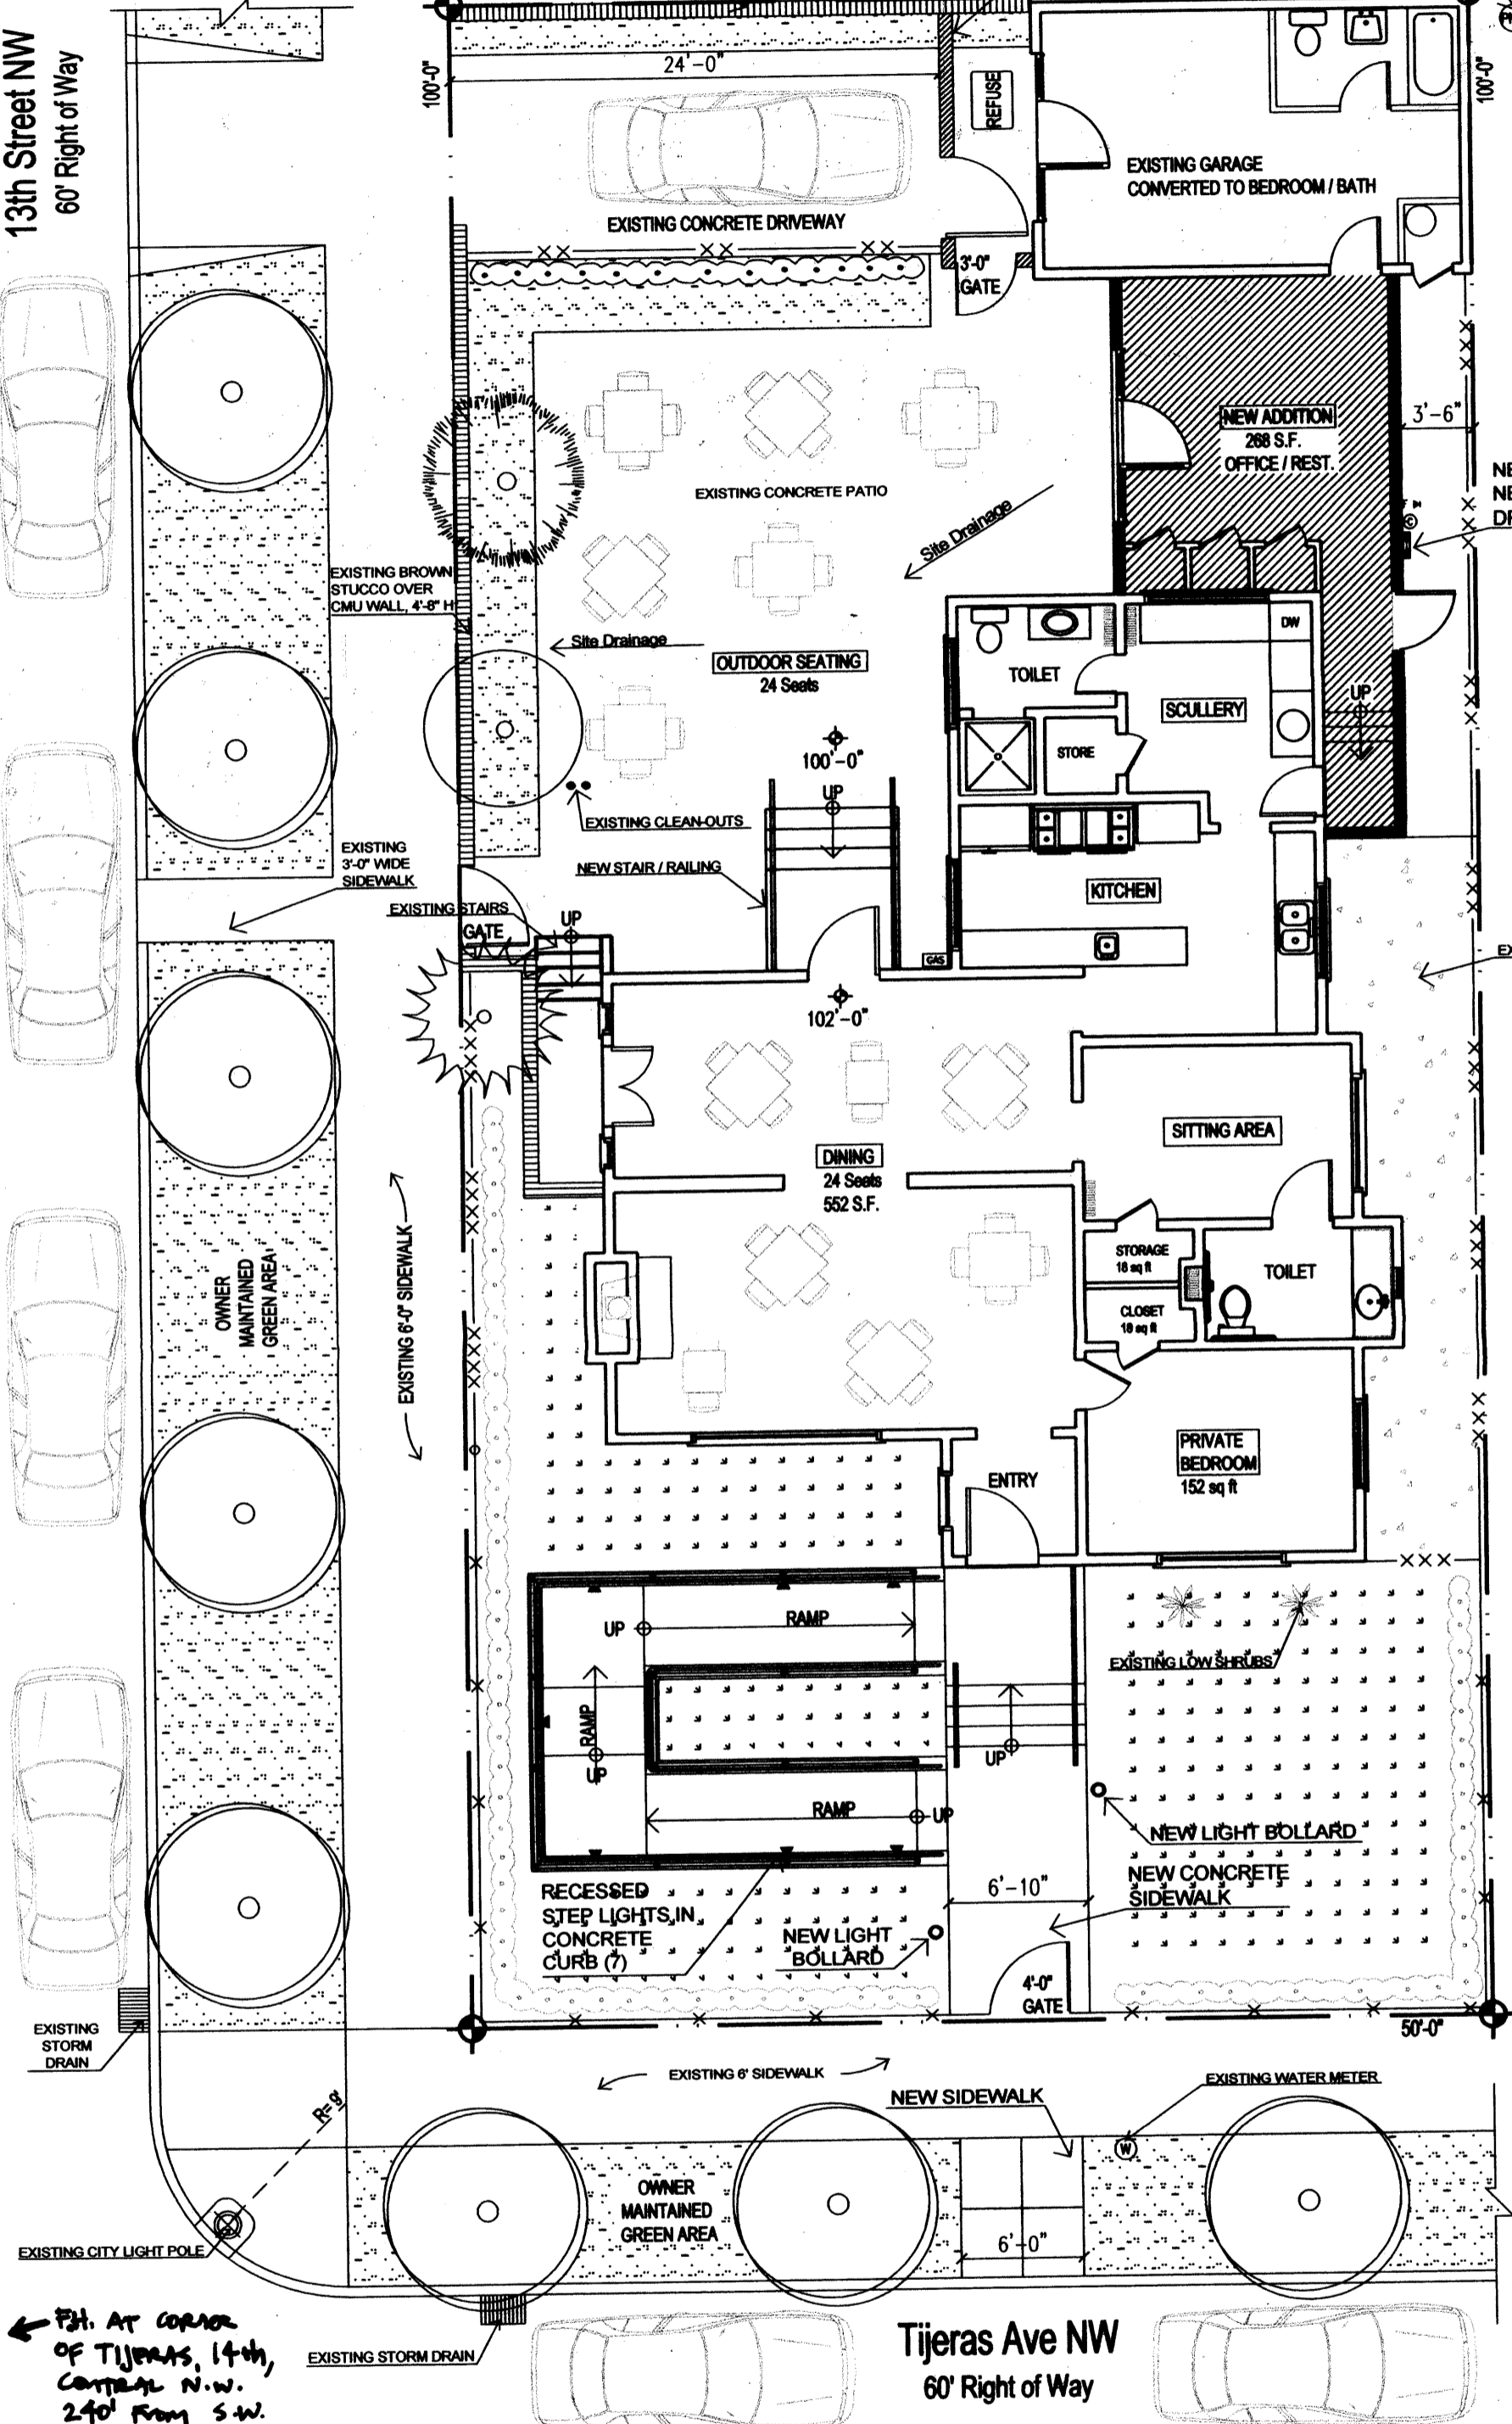 13th Street NW
60' Right of Way
100'-0"
24'-0"
REFUSE
100'-0"
EXISTING GARAGE
CONVERTED TO BEDROOM / BATH
EXISTING CONCRETE DRIVEWAY
3'-0"
GATE
NEW ADDITION
268 S.F.
OFFICE / REST.
3'-6"
EXISTING CONCRETE PATIO
Site Drainage
EXISTING BROWN
STUCCO OVER
CMU WALL, 4'-8" H
Site Drainage
OUTDOOR SEATING
24 Seats
TOILET
DW
SCULLERY
UP
STORE
100'-0"
UP
EXISTING CLEAN-OUTS
EXISTING
3'-0" WIDE
SIDEWALK
NEW STAIR / RAILING
KITCHEN
EXISTING STAIRS
UP
GATE
GAS
102'-0"
SITTING AREA
DINING
24 Seats
552 S.F.
EXISTING 6'-0" SIDEWALK
OWNER
MAINTAINED
GREEN AREA
STORAGE
18 sq ft
TOILET
CLOSET
18 sq ft
PRIVATE
BEDROOM
152 sq ft
ENTRY
UP
RAMP
EXISTING LOW SHRUBS
RAMP
UP
UP
RAMP
UP
NEW LIGHT BOLLARD
RECESSED
STEP LIGHTS IN
CONCRETE
CURB (7)
6'-10"
NEW CONCRETE
SIDEWALK
NEW LIGHT
BOLLARD
4'-0"
GATE
EXISTING
STORM
DRAIN
50'-0"
EXISTING 6' SIDEWALK
EXISTING WATER METER
NEW SIDEWALK
R=9'
W
OWNER
MAINTAINED
GREEN AREA
6'-0"
EXISTING CITY LIGHT POLE
F.H. AT CORNER
OF TIJERAS, 14th,
CENTRAL N.W.
240' From S.W.
EXISTING STORM DRAIN
Tijeras Ave NW
60' Right of Way